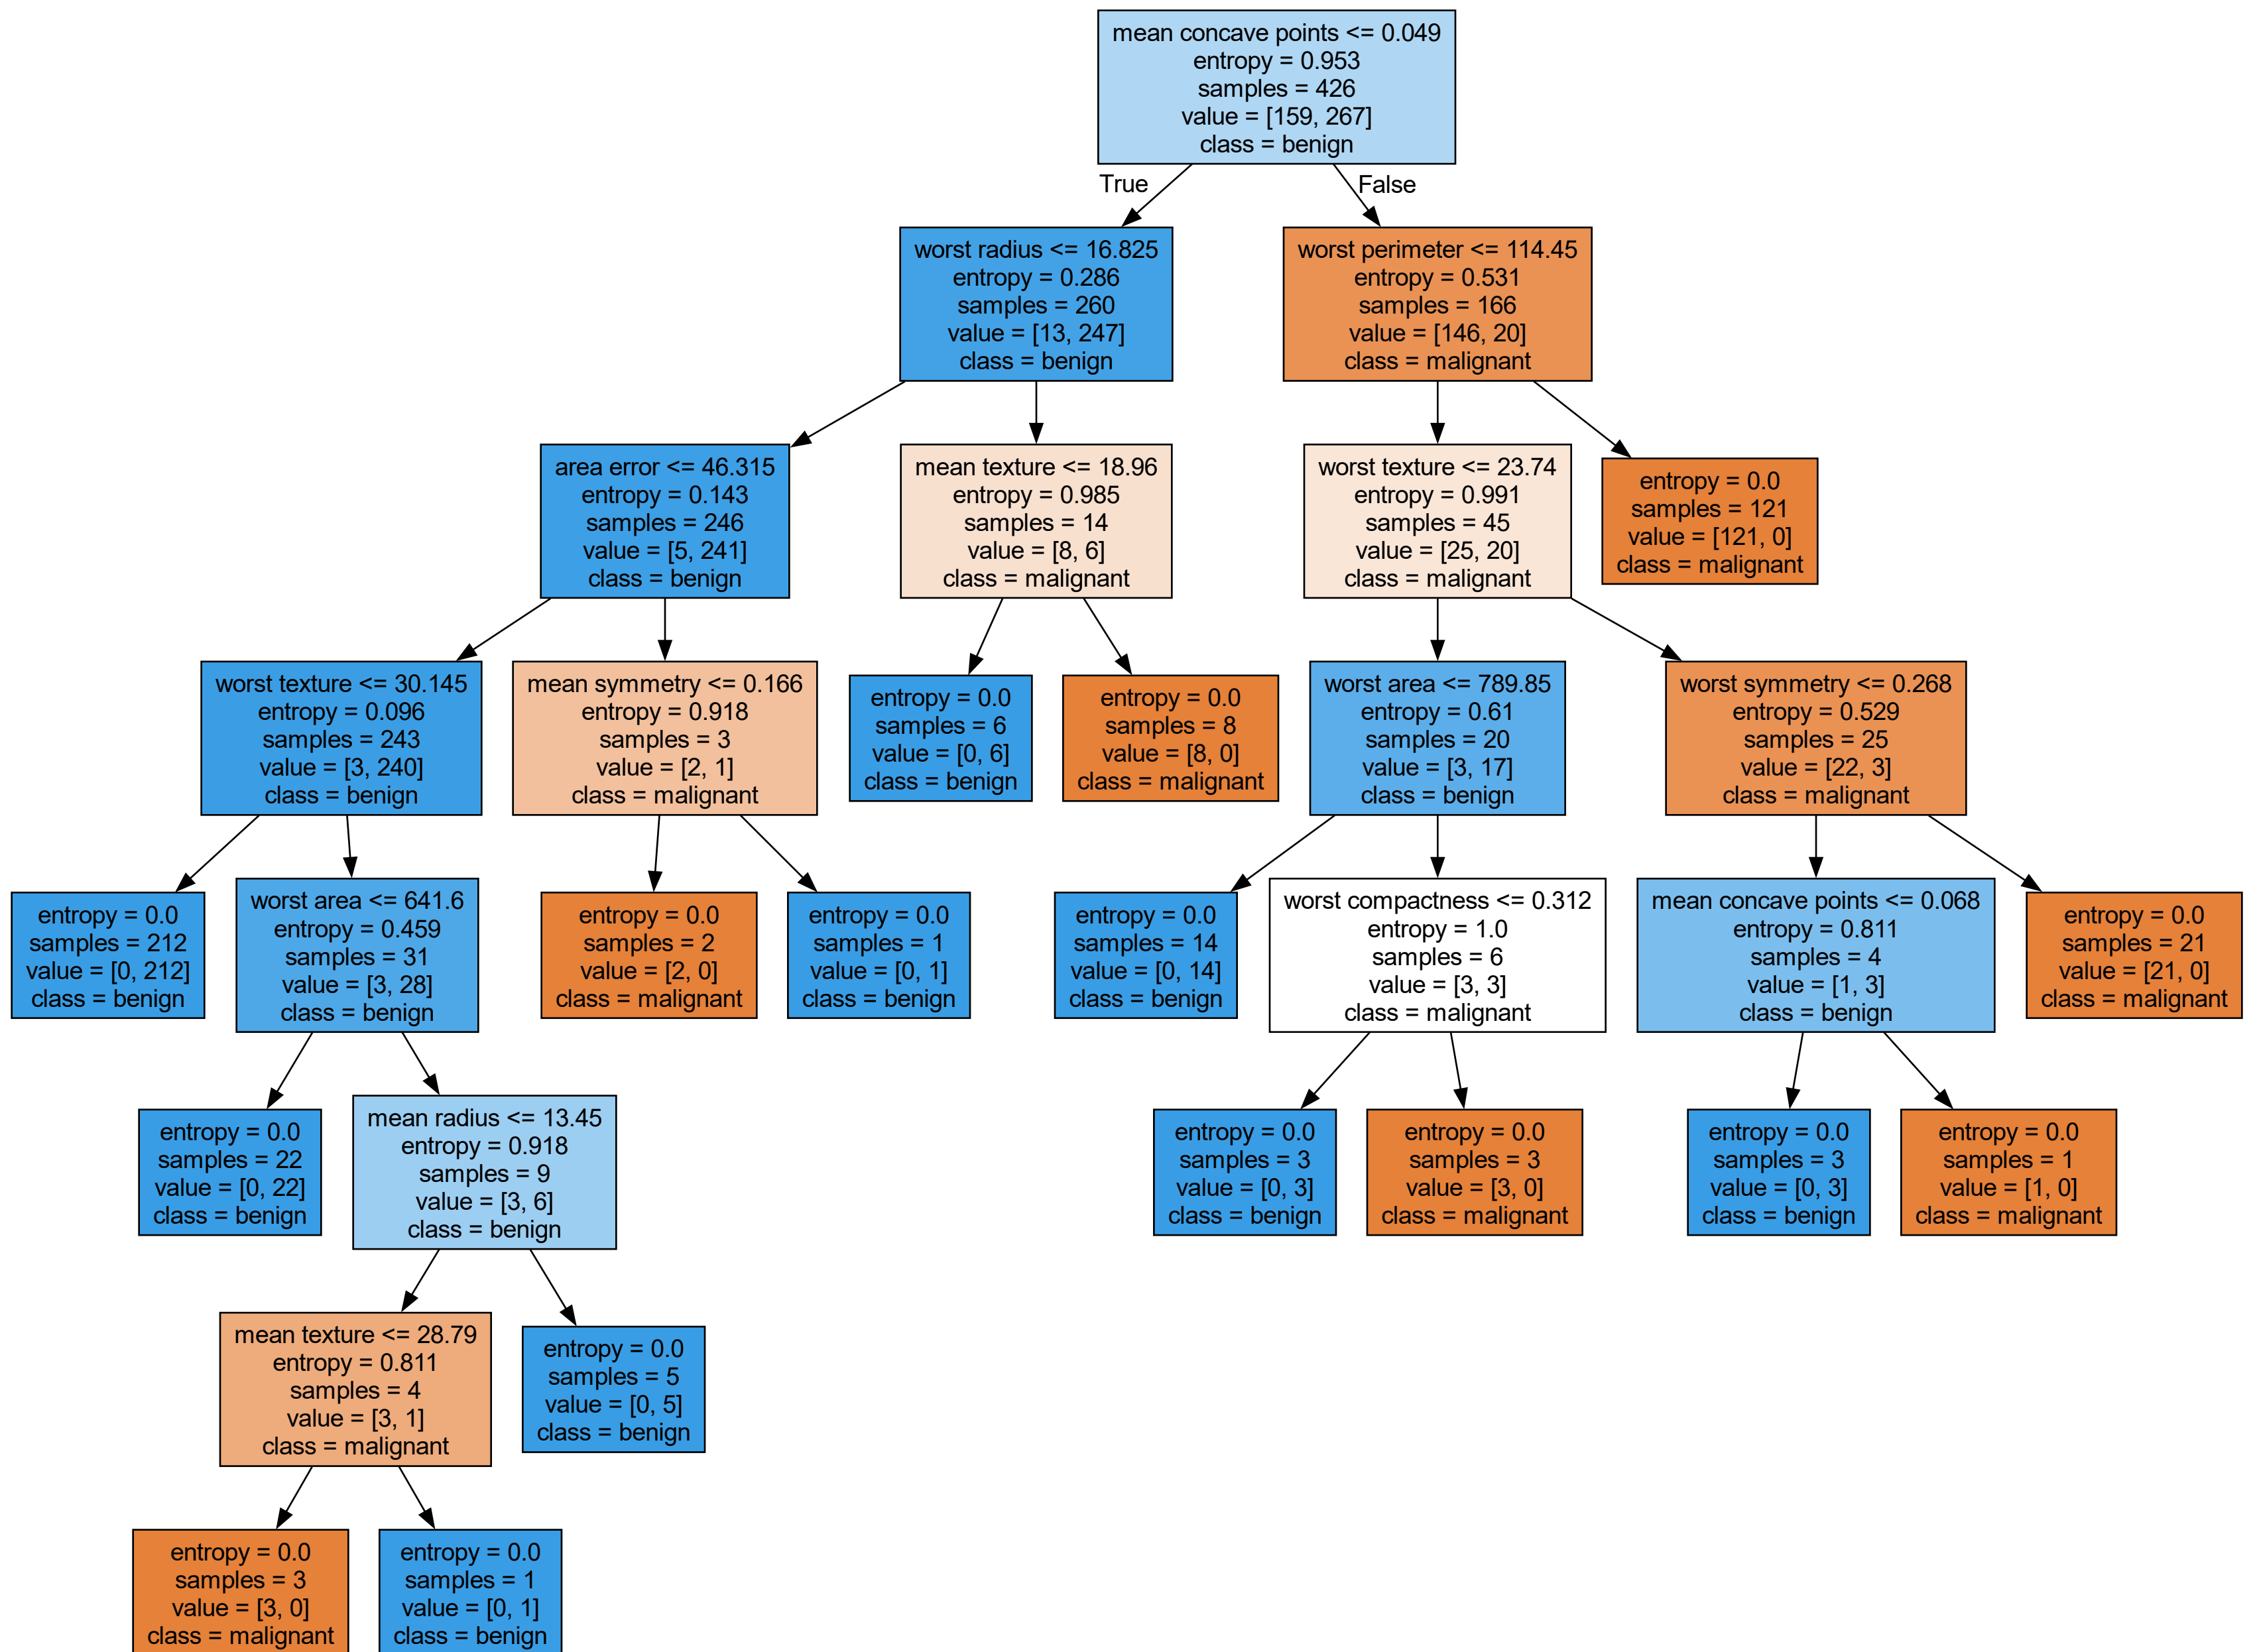 mean concave points <= 0.049
entropy = 0.953
samples = 426
value = [159, 267]
class = benign
True
False
worst radius <= 16.825
entropy = 0.286
samples = 260
value = [13, 247]
class = benign
worst perimeter <= 114.45
entropy = 0.531
samples = 166
value = [146, 20]
class = malignant
area error <= 46.315
entropy = 0.143
samples = 246
value = [5, 241]
class = benign
mean texture <= 18.96
entropy = 0.985
samples = 14
value = [8, 6]
class = malignant
worst texture <= 23.74
entropy = 0.991
samples = 45
value = [25, 20]
class = malignant
entropy = 0.0
samples = 121
value = [121, 0]
class = malignant
worst texture <= 30.145
entropy = 0.096
samples = 243
value = [3, 240]
class = benign
mean symmetry <= 0.166
entropy = 0.918
samples = 3
value = [2, 1]
class = malignant
entropy = 0.0
samples = 6
value = [0, 6]
class = benign
entropy = 0.0
samples = 8
value = [8, 0]
class = malignant
worst area <= 789.85
entropy = 0.61
samples = 20
value = [3, 17]
class = benign
worst symmetry <= 0.268
entropy = 0.529
samples = 25
value = [22, 3]
class = malignant
entropy = 0.0
samples = 212
value = [0, 212]
class = benign
worst area <= 641.6
entropy = 0.459
samples = 31
value = [3, 28]
class = benign
entropy = 0.0
samples = 2
value = [2, 0]
class = malignant
entropy = 0.0
samples = 1
value = [0, 1]
class = benign
entropy = 0.0
samples = 14
value = [0, 14]
class = benign
worst compactness <= 0.312
entropy = 1.0
samples = 6
value = [3, 3]
class = malignant
mean concave points <= 0.068
entropy = 0.811
samples = 4
value = [1, 3]
class = benign
entropy = 0.0
samples = 21
value = [21, 0]
class = malignant
entropy = 0.0
samples = 22
value = [0, 22]
class = benign
mean radius <= 13.45
entropy = 0.918
samples = 9
value = [3, 6]
class = benign
entropy = 0.0
samples = 3
value = [0, 3]
class = benign
entropy = 0.0
samples = 3
value = [3, 0]
class = malignant
entropy = 0.0
samples = 3
value = [0, 3]
class = benign
entropy = 0.0
samples = 1
value = [1, 0]
class = malignant
mean texture <= 28.79
entropy = 0.811
samples = 4
value = [3, 1]
class = malignant
entropy = 0.0
samples = 5
value = [0, 5]
class = benign
entropy = 0.0
samples = 3
value = [3, 0]
class = malignant
entropy = 0.0
samples = 1
value = [0, 1]
class = benign